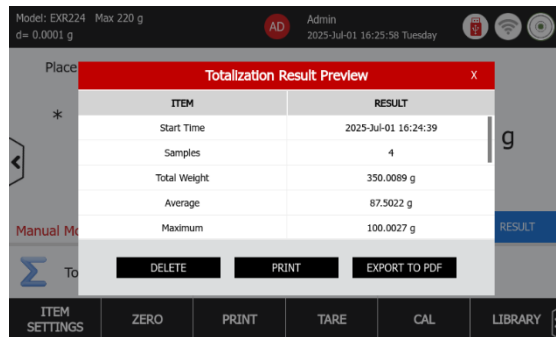 Model: EXR224 Max 220 g
d= 0.0001 g
AD
Admin
2025-Jul-01 16:25:58 Tuesday
Place
*
g
Totalization Result Preview X
ITEM RESULT
Start Time 2025-Jul-01 16:24:39
Samples 4
Total Weight 350.0089 g
Average 87.5022 g
Maximum 100.0027 g
DELETE PRINT EXPORT TO PDF
Manual Mo
RESULT
Σ To
ITEM
SETTINGS
ZERO
PRINT
TARE
CAL
LIBRARY